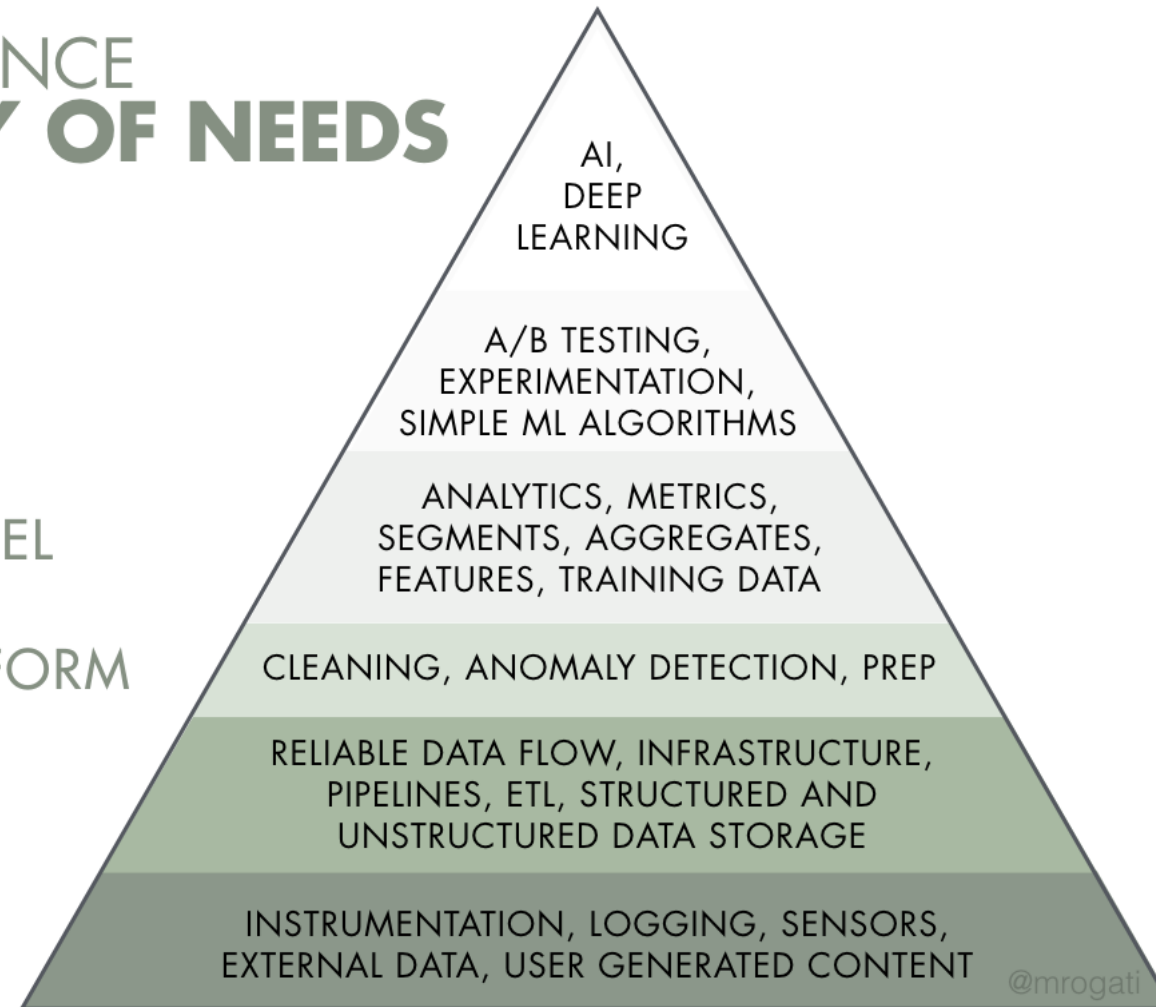 NCE
Y OF NEEDS
AI,
DEEP
LEARNING
A/B TESTING,
EXPERIMENTATION,
SIMPLE ML ALGORITHMS
ANALYTICS, METRICS,
SEGMENTS, AGGREGATES,
FEATURES, TRAINING DATA
EL
FORM
CLEANING, ANOMALY DETECTION, PREP
RELIABLE DATA FLOW, INFRASTRUCTURE,
PIPELINES, ETL, STRUCTURED AND
UNSTRUCTURED DATA STORAGE
INSTRUMENTATION, LOGGING, SENSORS,
EXTERNAL DATA, USER GENERATED CONTENT
@mrogati